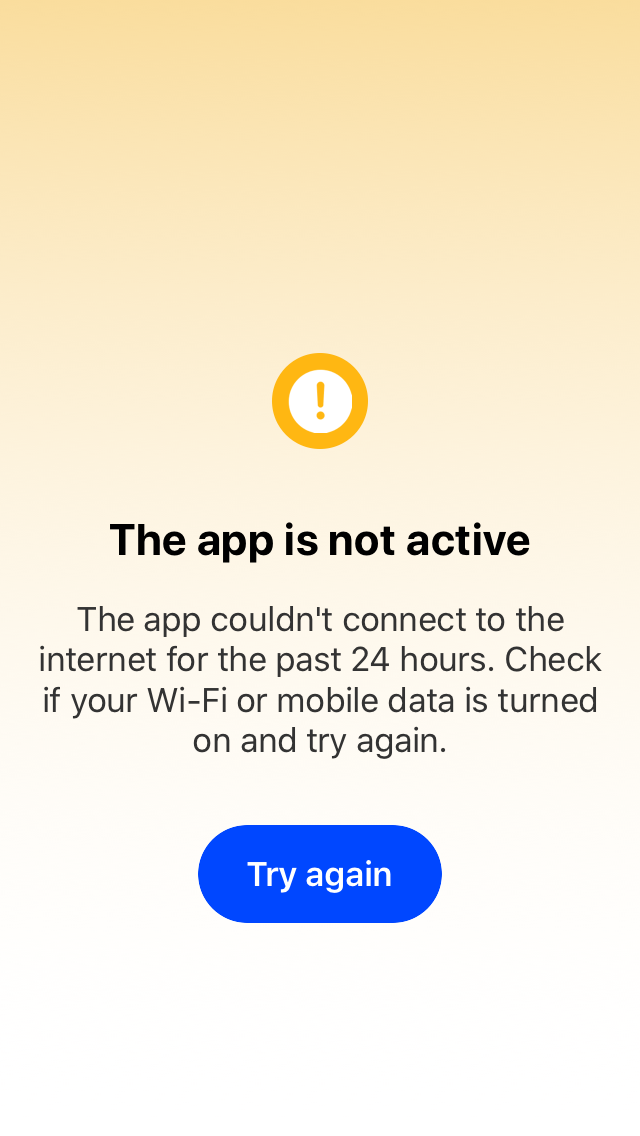 The app is not active
The app couldn't connect to the
internet for the past 24 hours. Check
if your Wi-Fi or mobile data is turned
on and try again.
Try again